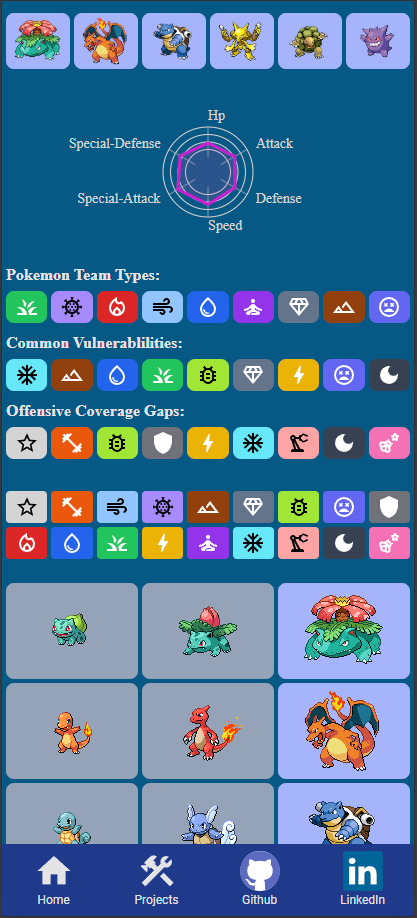 Hp
Special-Defense
Attack
Special-Attack
Defense
Speed
Pokemon Team Types:
Common Vulnerablilities:
Offensive Coverage Gaps:
Home
Projects
Github
LinkedIn